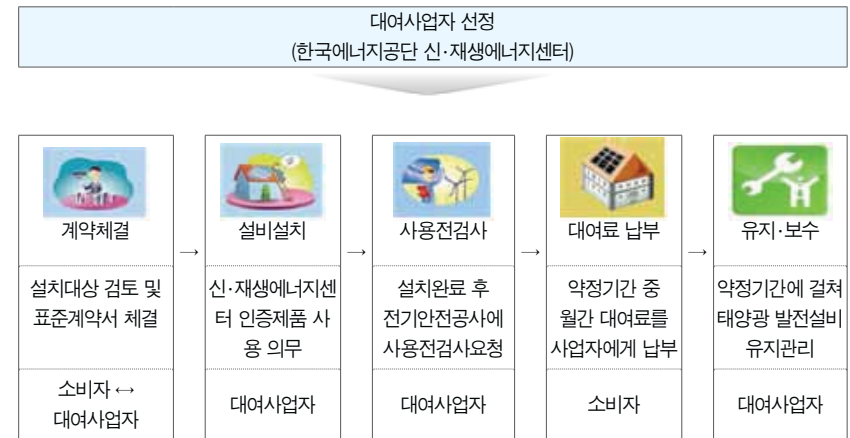 대여사업자 선정
(한국에너지공단 신·재생에너지센터)
계약체결
→
설비설치
→
사용전검사
→
대여료 납부
→
유지·보수
설치대상 검토 및
표준계약서 체결
신·재생에너지센
터 인증제품 사
용 의무
설치완료 후
전기안전공사에
사용전검사요청
약정기간 중
월간 대여료를
사업자에게 납부
약정기간에 걸쳐
태양광 발전설비
유지관리
소비자 ↔
대여사업자
대여사업자
대여사업자
소비자
대여사업자